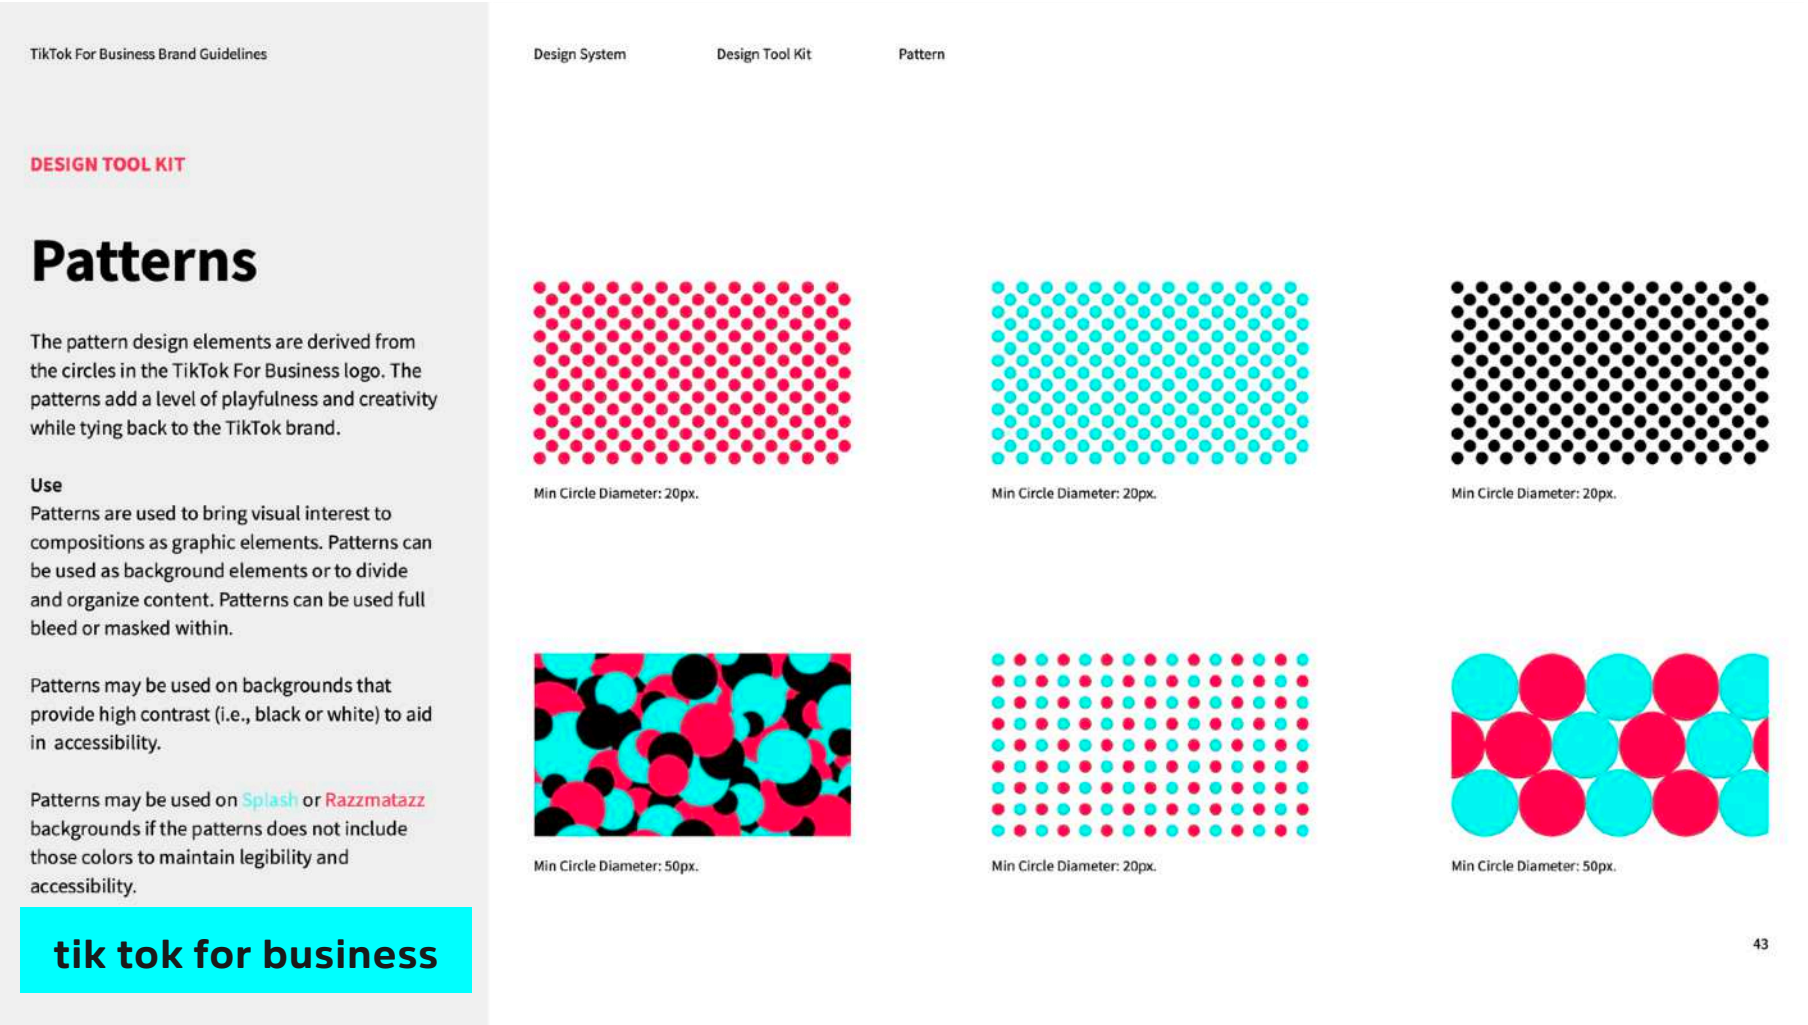 TikTok For Business Brand Guidelines
Design System
Design Tool Kit
Pattern
DESIGN TOOL KIT
Patterns
The pattern design elements are derived from
the circles in the TikTok For Business logo. The
patterns add a level of playfulness and creativity
while tying back to the TikTok brand.
Use
Patterns are used to bring visual interest to
compositions as graphic elements. Patterns can
be used as background elements or to divide
and organize content. Patterns can be used full
bleed or masked within.
Patterns may be used on backgrounds that
provide high contrast (i.e., black or white) to aid
in accessibility.
Patterns may be used on Splash or Razzmatazz
backgrounds if the patterns does not include
those colors to maintain legibility and
accessibility.
tik tok for business
Min Circle Diameter: 20px.
Min Circle Diameter: 20px.
Min Circle Diameter: 20px.
Min Circle Diameter: 50px.
Min Circle Diameter: 20px.
Min Circle Diameter: 50px.
43